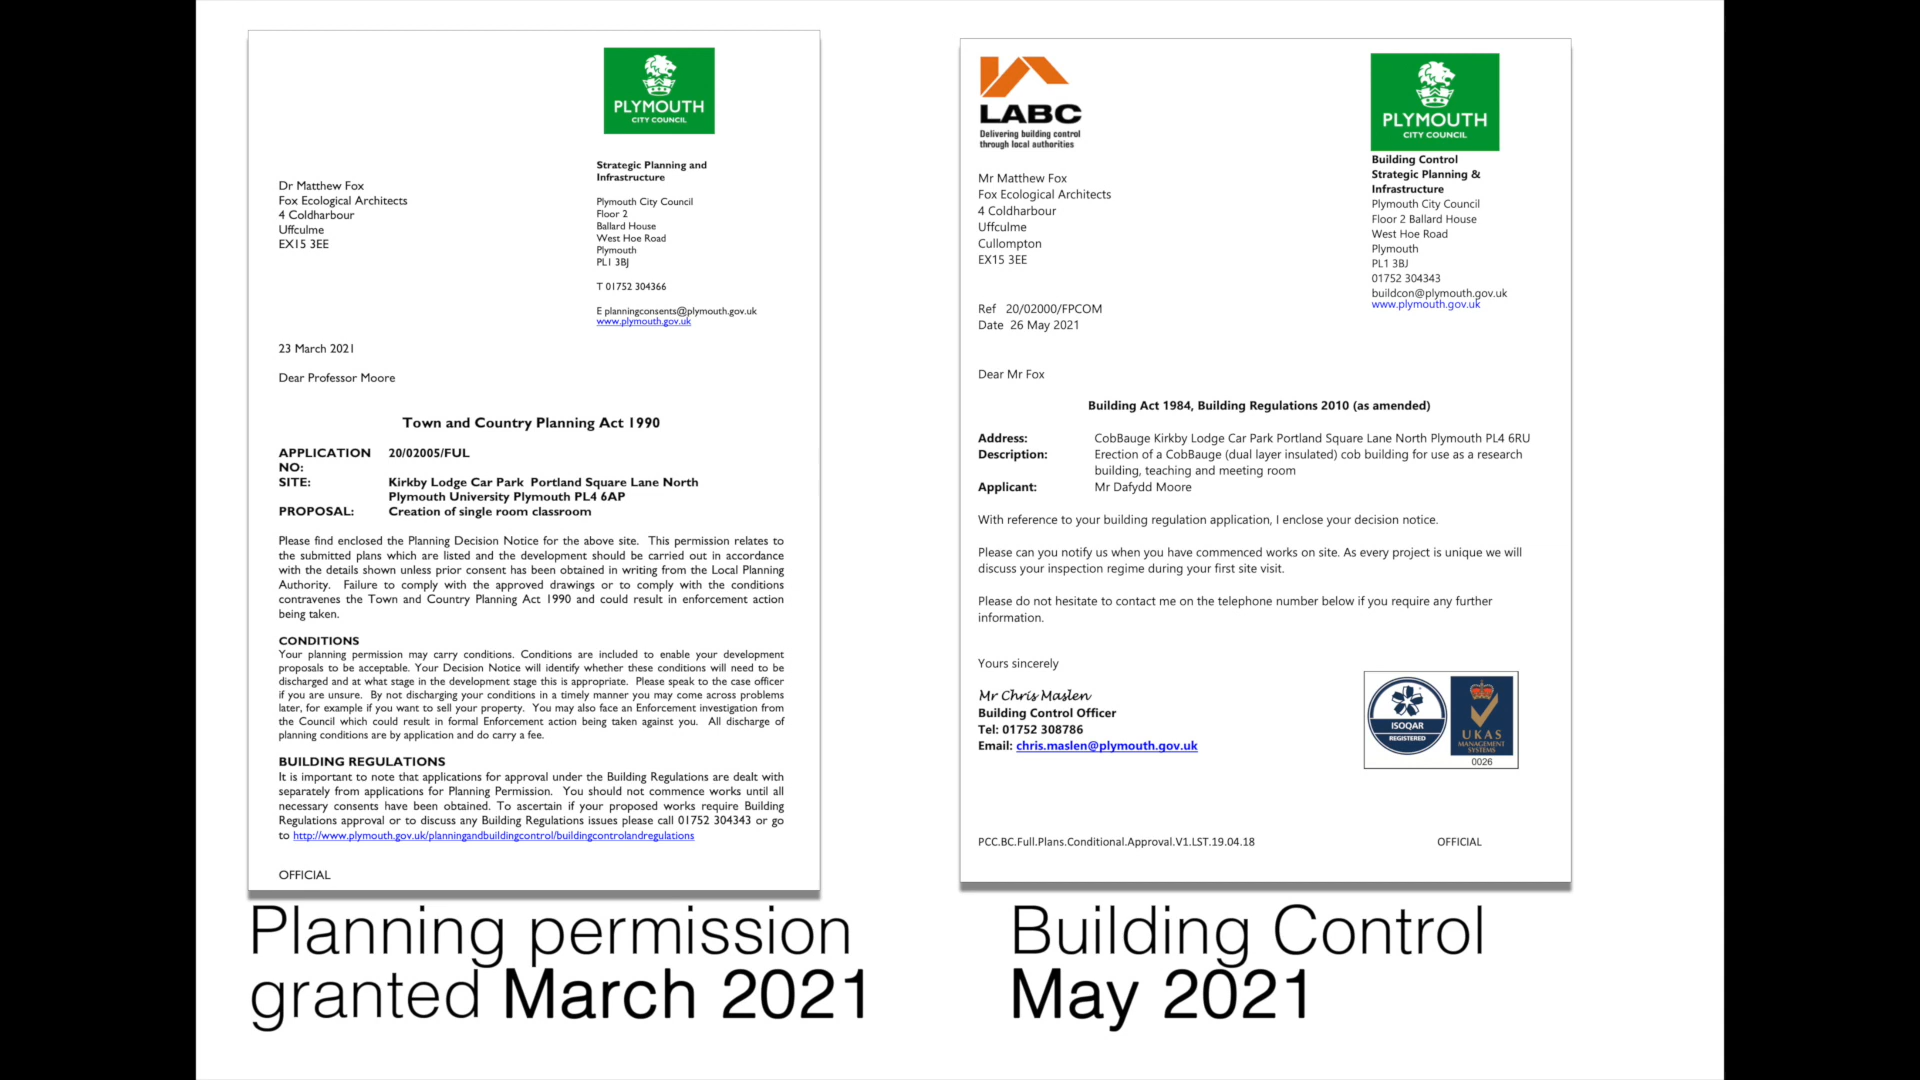 PLYMOUTH
CITY COUNCIL
Strategic Planning and
Infrastructure
Dr Matthew Fox
Fox Ecological Architects
4 Coldharbour
Uffculme
EX15 3EE
Plymouth City Council
Floor 2
Ballard House
West Hoe Road
Plymouth
PL1 3BJ
T 01752 304366
E planningconsents@plymouth.gov.uk
www.plymouth.gov.uk
23 March 2021
Dear Professor Moore
Town and Country Planning Act 1990
APPLICATION NO: 20/02005/FUL
SITE: Kirkby Lodge Car Park Portland Square Lane North
Plymouth University Plymouth PL4 6AP
PROPOSAL: Creation of single room classroom
Please find enclosed the Planning Decision Notice for the above site. This permission relates to
the submitted plans which are listed and the development should be carried out in accordance
with the details shown unless prior consent has been obtained in writing from the Local Planning
Authority. Failure to comply with the approved drawings or to comply with the conditions
contravenes the Town and Country Planning Act 1990 and could result in enforcement action
being taken.
CONDITIONS
Your planning permission may carry conditions. Conditions are included to enable your development
proposals to be acceptable. Your Decision Notice will identify whether these conditions will need to be
discharged and at what stage in the development stage this is appropriate. Please speak to the case officer
if you are unsure. By not discharging your conditions in a timely manner you may come across problems
later, for example if you want to sell your property. You may also face an Enforcement investigation from
the Council which could result in formal Enforcement action being taken against you. All discharge of
planning conditions are by application and do carry a fee.
BUILDING REGULATIONS
It is important to note that applications for approval under the Building Regulations are dealt with
separately from applications for Planning Permission. You should not commence works until all
necessary consents have been obtained. To ascertain if your proposed works require Building
Regulations approval or to discuss any Building Regulations issues please call 01752 304343 or go
to http://www.plymouth.gov.uk/planningandbuildingcontrol/buildingcontrolandregulations
OFFICIAL
Planning permission
granted March 2021
LABC
Delivering building control
through local authorities
PLYMOUTH
CITY COUNCIL
Building Control
Strategic Planning &
Infrastructure
Plymouth City Council
Floor 2 Ballard House
West Hoe Road
Plymouth
PL1 3BJ
01752 304343
buildcon@plymouth.gov.uk
www.plymouth.gov.uk
Mr Matthew Fox
Fox Ecological Architects
4 Coldharbour
Uffculme
Cullompton
EX15 3EE
Ref 20/02000/FPCOM
Date 26 May 2021
Dear Mr Fox
Building Act 1984, Building Regulations 2010 (as amended)
Address: CobBauge Kirkby Lodge Car Park Portland Square Lane North Plymouth PL4 6RU
Description: Erection of a CobBauge (dual layer insulated) cob building for use as a research
building, teaching and meeting room
Applicant: Mr Dafydd Moore
With reference to your building regulation application, I enclose your decision notice.
Please can you notify us when you have commenced works on site. As every project is unique we will
discuss your inspection regime during your first site visit.
Please do not hesitate to contact me on the telephone number below if you require any further
information.
Yours sincerely
Mr Chris Maslen
Building Control Officer
Tel: 01752 308786
Email: chris.maslen@plymouth.gov.uk
ISOQAR
REGISTERED
UKAS
MANAGEMENT
SYSTEMS
0026
PCC.BC.Full.Plans.Conditional.Approval.V1.LST.19.04.18
OFFICIAL
Building Control
May 2021